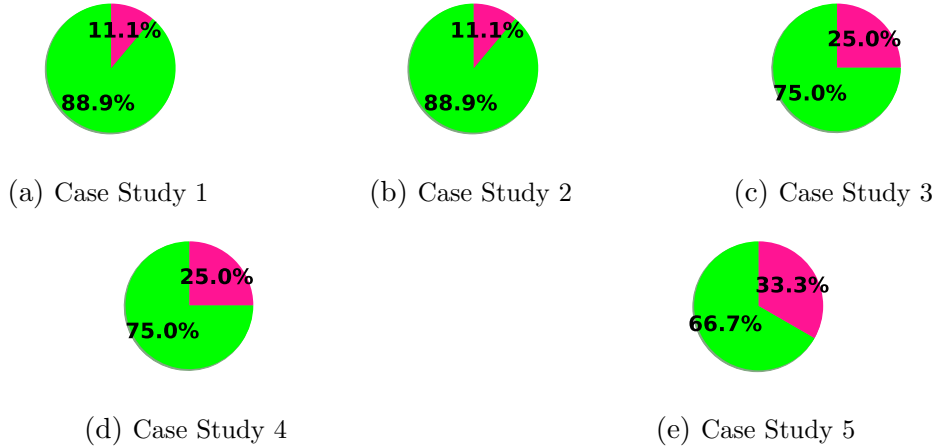 11.1%
88.9%
(a) Case Study 1
11.1%
88.9%
(b) Case Study 2
25.0%
75.0%
(c) Case Study 3
25.0%
75.0%
(d) Case Study 4
33.3%
66.7%
(e) Case Study 5